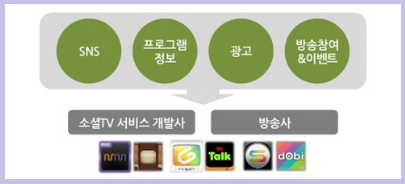 SNS
프로그램
정보
광고
방송참여
&이벤트
소셜TV 서비스 개발사
방송사
TV
Talk
dObi